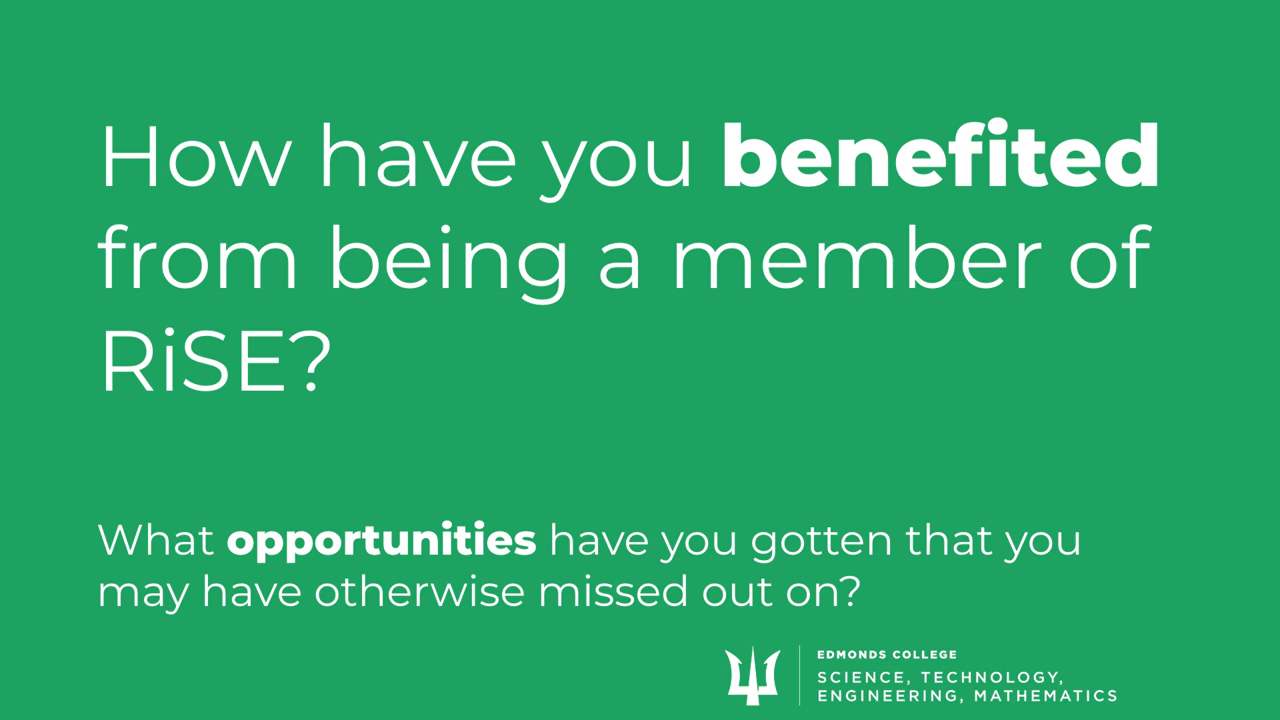 How have you benefited
from being a member of
RiSE?
What opportunities have you gotten that you
may have otherwise missed out on?
EDMONDS COLLEGE
SCIENCE, TECHNOLOGY,
ENGINEERING, MATHEMATICS